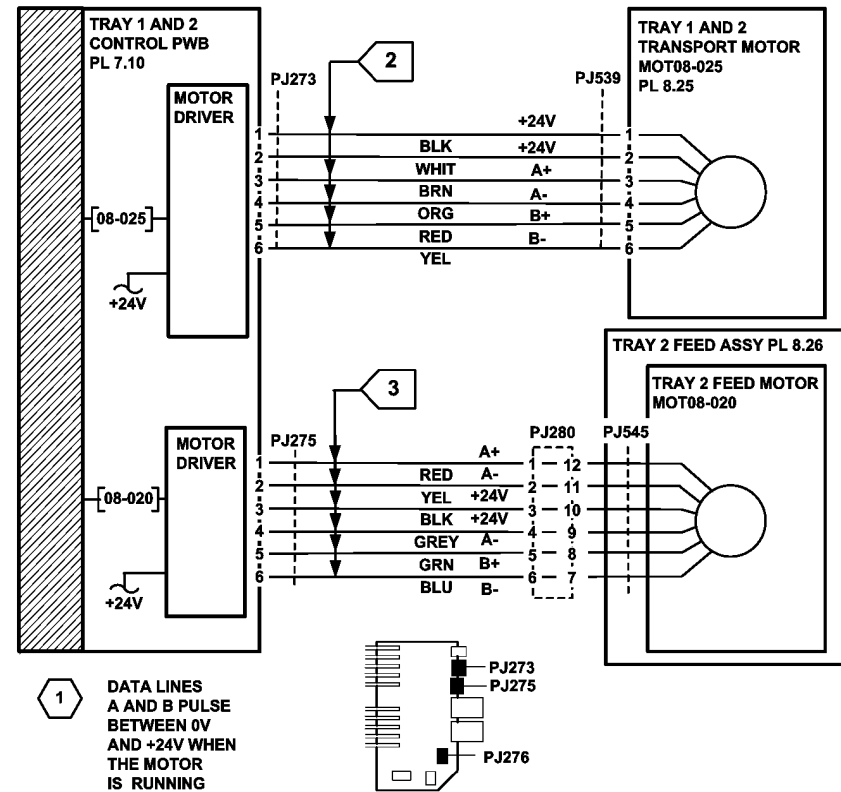 TRAY 1 AND 2
CONTROL PWB
PL 7.10
MOTOR
DRIVER
08-025
+24V
PJ273
2
PJ539
TRAY 1 AND 2
TRANSPORT MOTOR
MOT08-025
PL 8.25
1 +24V 1
BLK
2 +24V 2
WHIT
3 A+ 3
BRN
4 A- 4
ORG
5 B+ 5
RED
6 B- 6
YEL
TRAY 2 FEED ASSY PL 8.26
TRAY 2 FEED MOTOR
MOT08-020
3
MOTOR
DRIVER
08-020
+24V
PJ275
PJ280
PJ545
1 A+ 1 12
RED
2 A- 2 11
YEL
3 +24V 3 10
BLK
4 +24V 4 9
GREY
5 A- 5 8
GRN
6 B+ 6 7
BLU B-
PJ273
PJ275
PJ276
1
DATA LINES
A AND B PULSE
BETWEEN 0V
AND +24V WHEN
THE MOTOR
IS RUNNING